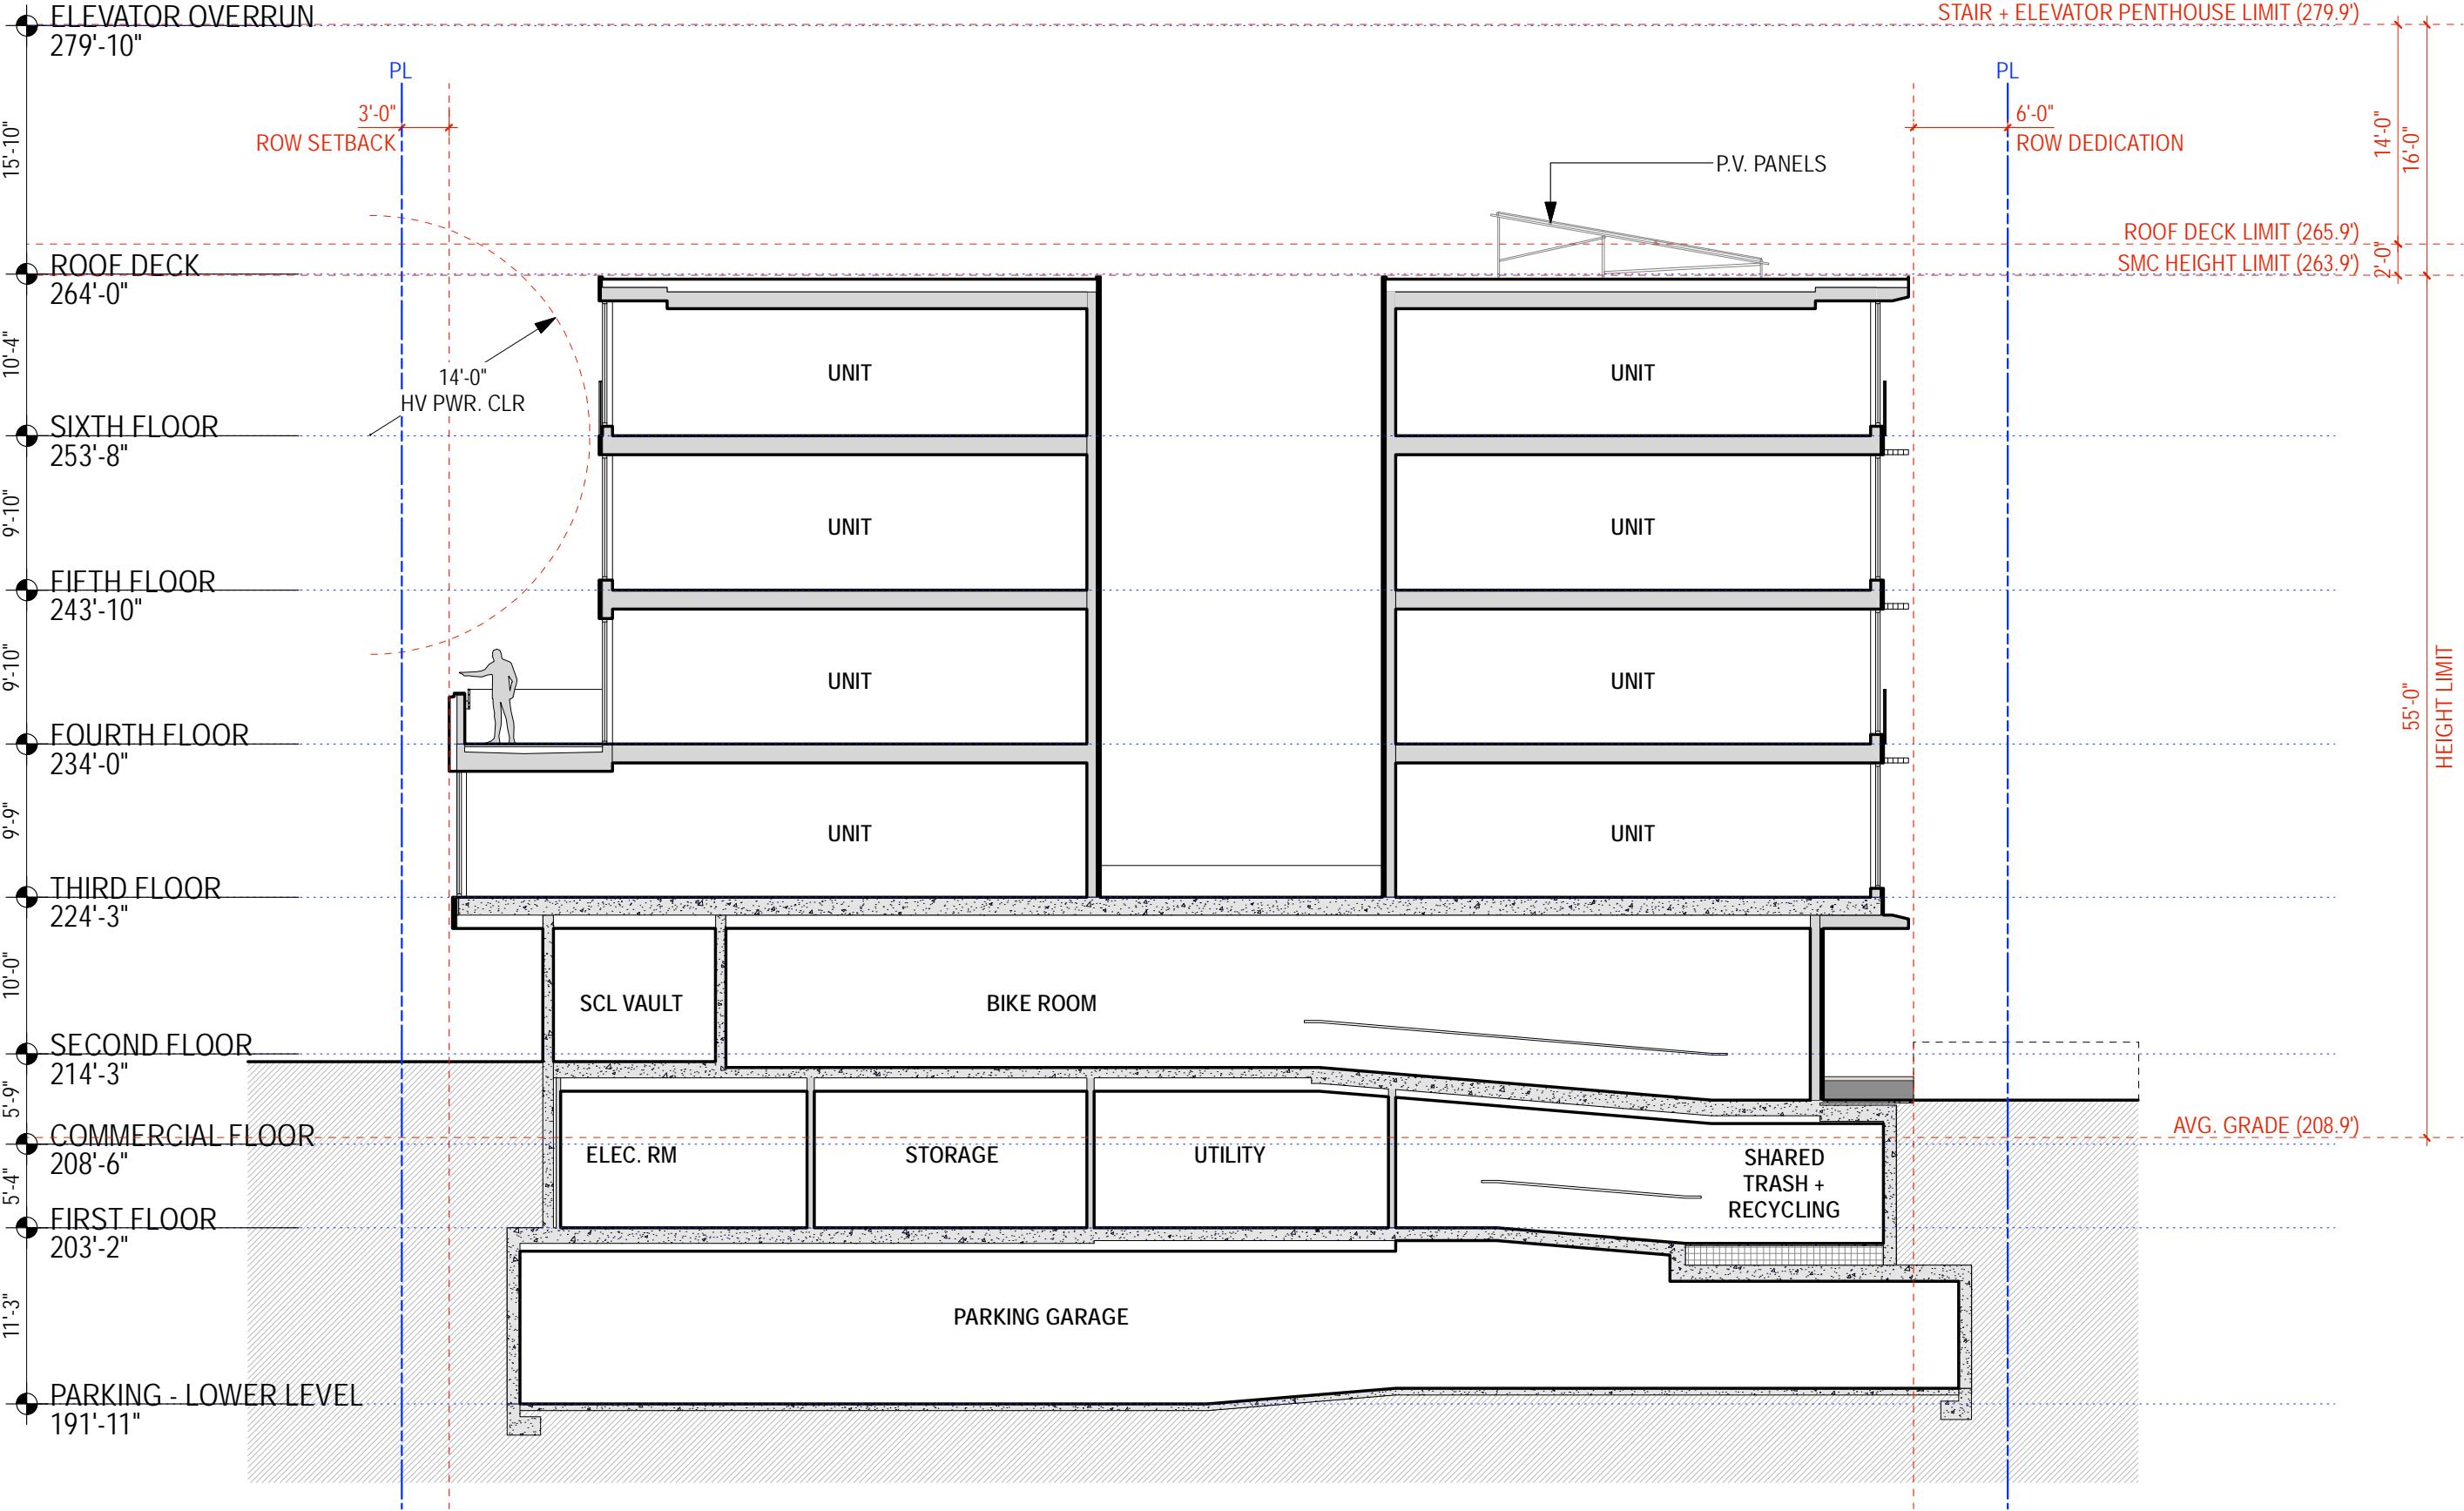 ELEVATOR OVERRUN
279'-10"
STAIR + ELEVATOR PENTHOUSE LIMIT (279.9')
PL
PL
3'-0"
ROW SETBACK
6'-0"
ROW DEDICATION
15'-10"
14'-0"
16'-0"
P.V. PANELS
ROOF DECK LIMIT (265.9')
SMC HEIGHT LIMIT (263.9')
2'-0"
ROOF DECK
264'-0"
10'-4"
14'-0"
HV PWR. CLR
UNIT
UNIT
SIXTH FLOOR
253'-8"
9'-10"
UNIT
UNIT
FIFTH FLOOR
243'-10"
9'-10"
UNIT
UNIT
55'-0"
HEIGHT LIMIT
FOURTH FLOOR
234'-0"
9'-9"
UNIT
UNIT
THIRD FLOOR
224'-3"
10'-0"
SCL VAULT
BIKE ROOM
SECOND FLOOR
214'-3"
5'-9"
COMMERCIAL FLOOR
208'-6"
AVG. GRADE (208.9')
5'-4"
ELEC. RM
STORAGE
UTILITY
SHARED
TRASH +
RECYCLING
FIRST FLOOR
203'-2"
11'-3"
PARKING GARAGE
PARKING - LOWER LEVEL
191'-11"